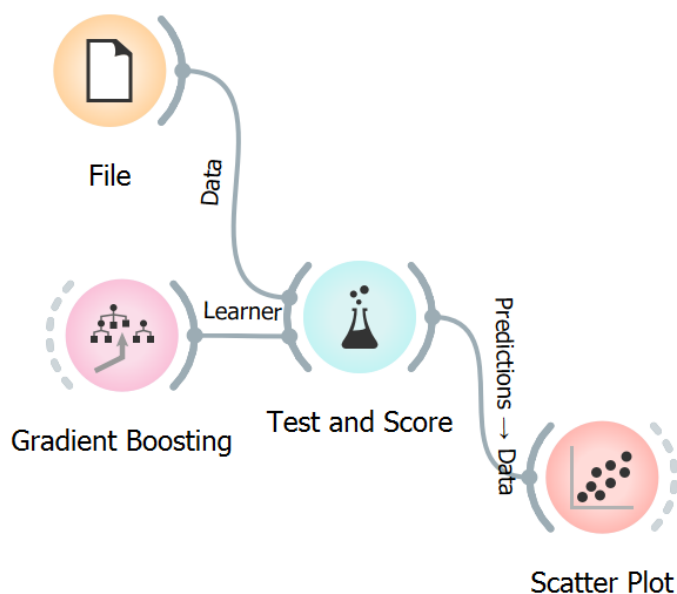 File
Data
Learner
Gradient Boosting
Test and Score
Predictions → Data
Scatter Plot